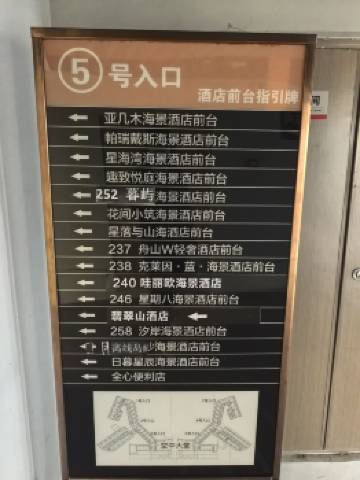 ⑤号入口
酒店前台指引牌
← 亚几木海景酒店前台
← 帕瑞戴斯海景酒店前台
← 星海湾海景酒店前台
← 趣致悦庭海景酒店前台
252 暮屿海景酒店前台
← 花间小筑海景酒店前台
← 星落与山海酒店前台
← 237 舟山W轻奢酒店前台
← 238 克莱因·蓝·海景酒店前台
240 哇丽欧海景酒店
← 246 星期八海景酒店前台
翡翠山酒店 ←
← 258 汐岸海景酒店前台
海景酒店前台
← 日暮星辰海景酒店前台
← 全心便利店
空中大堂